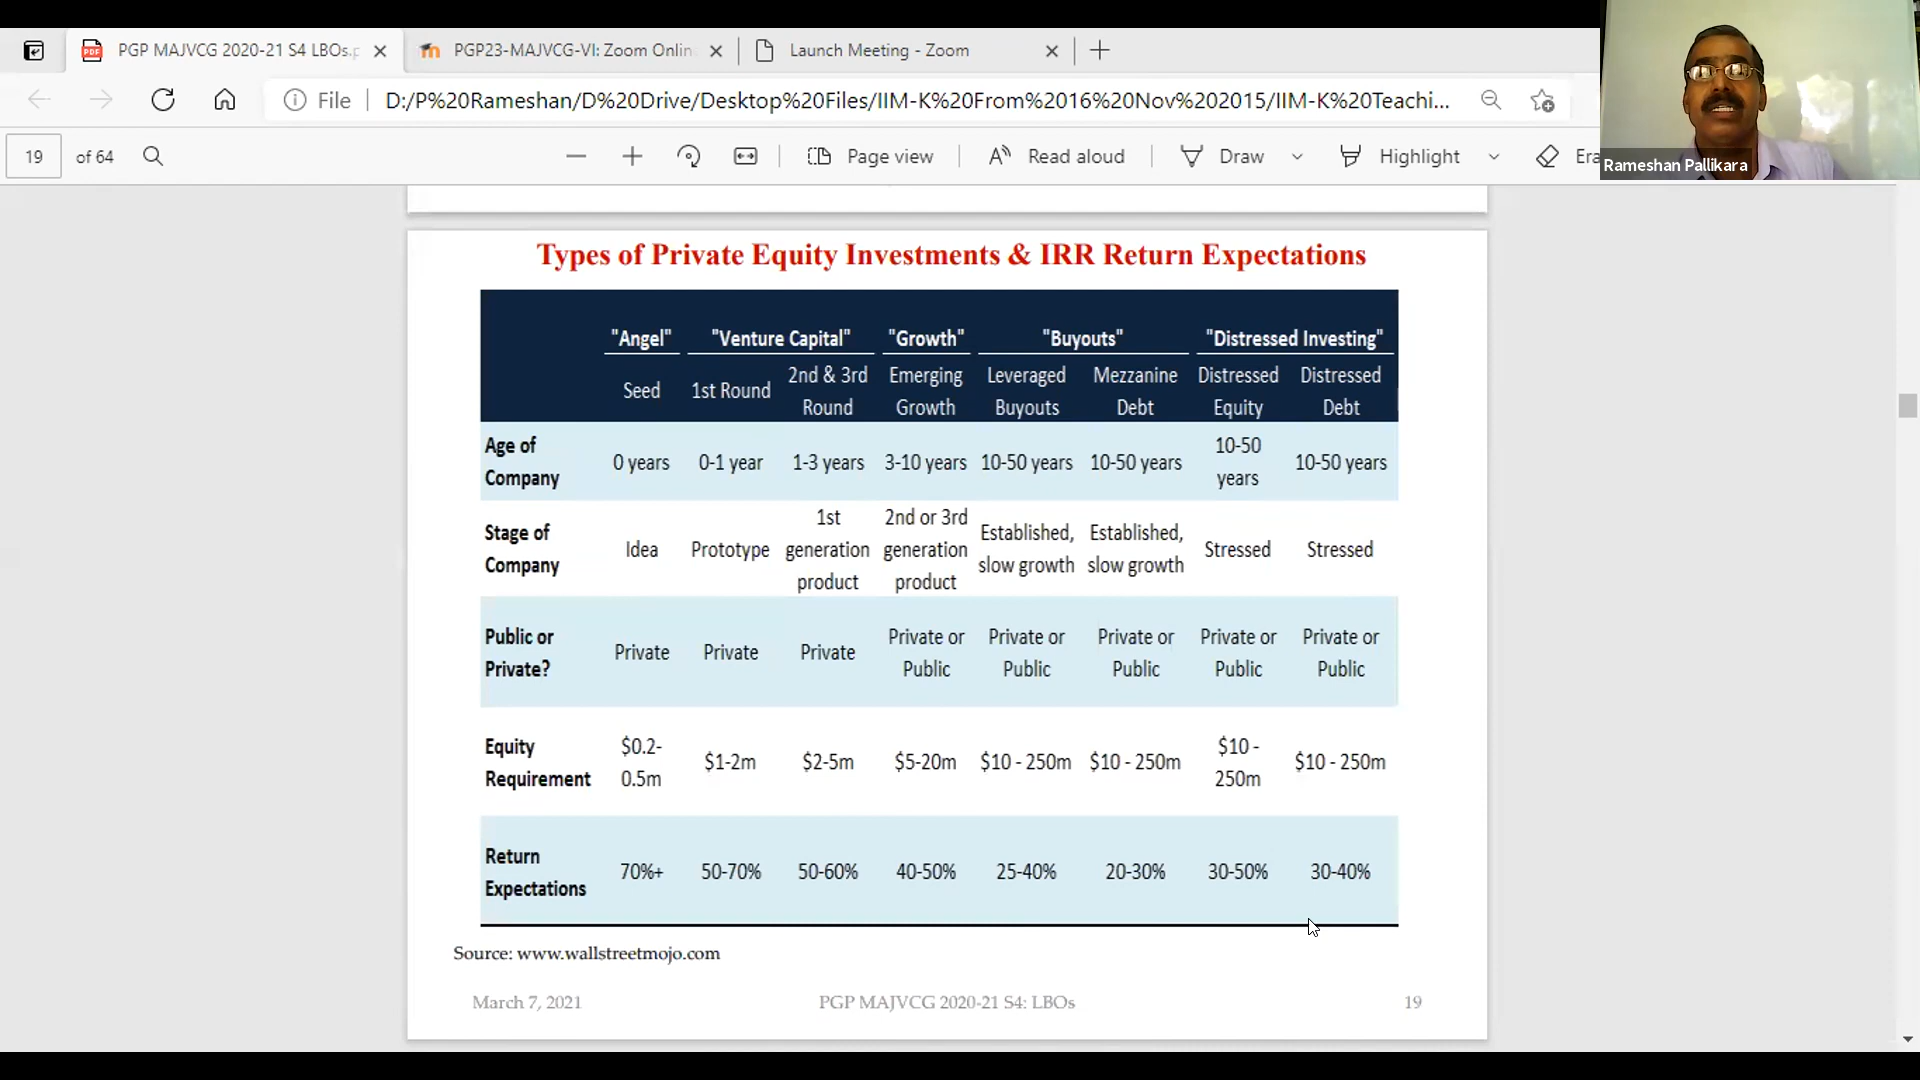 PGP MAJVCG 2020-21 S4 LBOs.p
PGP23-MAJVCG-VI: Zoom Onlin
Launch Meeting - Zoom
File
D:/P%20Rameshan/D%20Drive/Desktop%20Files/IIM-K%20From%2016%20Nov%202015/IIM-K%20Teachi...
19 of 64
Page view
Read aloud
Draw
Highlight
Era
Rameshan Pallikara
Types of Private Equity Investments & IRR Return Expectations
"Angel" "Venture Capital" "Growth" "Buyouts" "Distressed Investing"
Seed 1st Round 2nd & 3rd Round Emerging Growth Leveraged Buyouts Mezzanine Debt Distressed Equity Distressed Debt
Age of Company 0 years 0-1 year 1-3 years 3-10 years 10-50 years 10-50 years 10-50 years 10-50 years
Stage of Company Idea Prototype 1st generation product 2nd or 3rd generation product Established, slow growth Established, slow growth Stressed Stressed
Public or Private? Private Private Private Private or Public Private or Public Private or Public Private or Public Private or Public
Equity Requirement $0.2-0.5m $1-2m $2-5m $5-20m $10 - 250m $10 - 250m $10 - 250m $10 - 250m
Return Expectations 70%+ 50-70% 50-60% 40-50% 25-40% 20-30% 30-50% 30-40%
Source: www.wallstreetmojo.com
March 7, 2021 PGP MAJVCG 2020-21 S4: LBOs 19